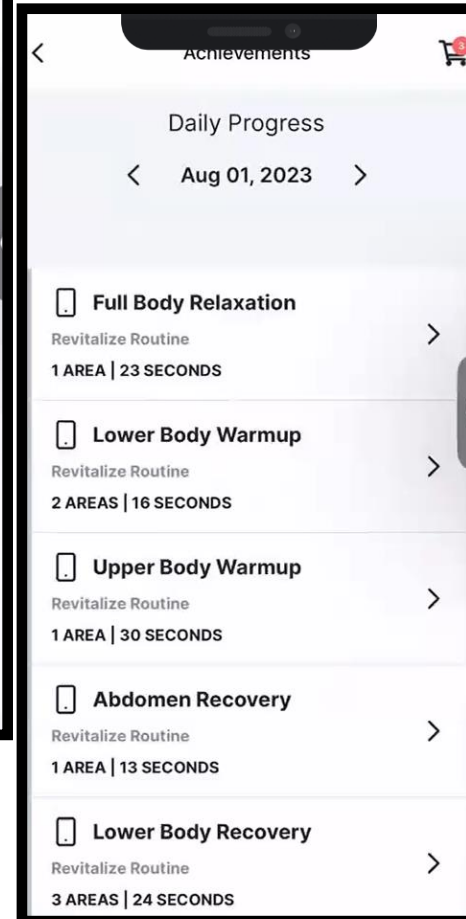 Achievements
3
Daily Progress
Aug 01, 2023
Full Body Relaxation
Revitalize Routine
1 AREA | 23 SECONDS
Lower Body Warmup
Revitalize Routine
2 AREAS | 16 SECONDS
Upper Body Warmup
Revitalize Routine
1 AREA | 30 SECONDS
Abdomen Recovery
Revitalize Routine
1 AREA | 13 SECONDS
Lower Body Recovery
Revitalize Routine
3 AREAS | 24 SECONDS